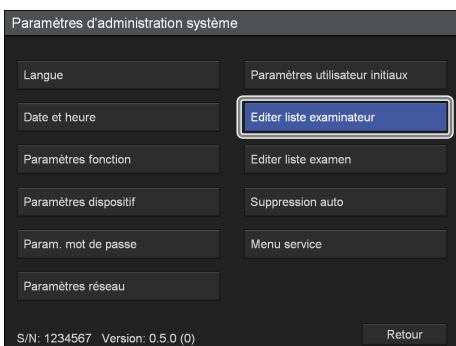 Paramètres d'administration système
Langue
Paramètres utilisateur initiaux
Date et heure
Editer liste examinateur
Paramètres fonction
Editer liste examen
Paramètres dispositif
Suppression auto
Param. mot de passe
Menu service
Paramètres réseau
S/N: 1234567 Version: 0.5.0 (0)
Retour